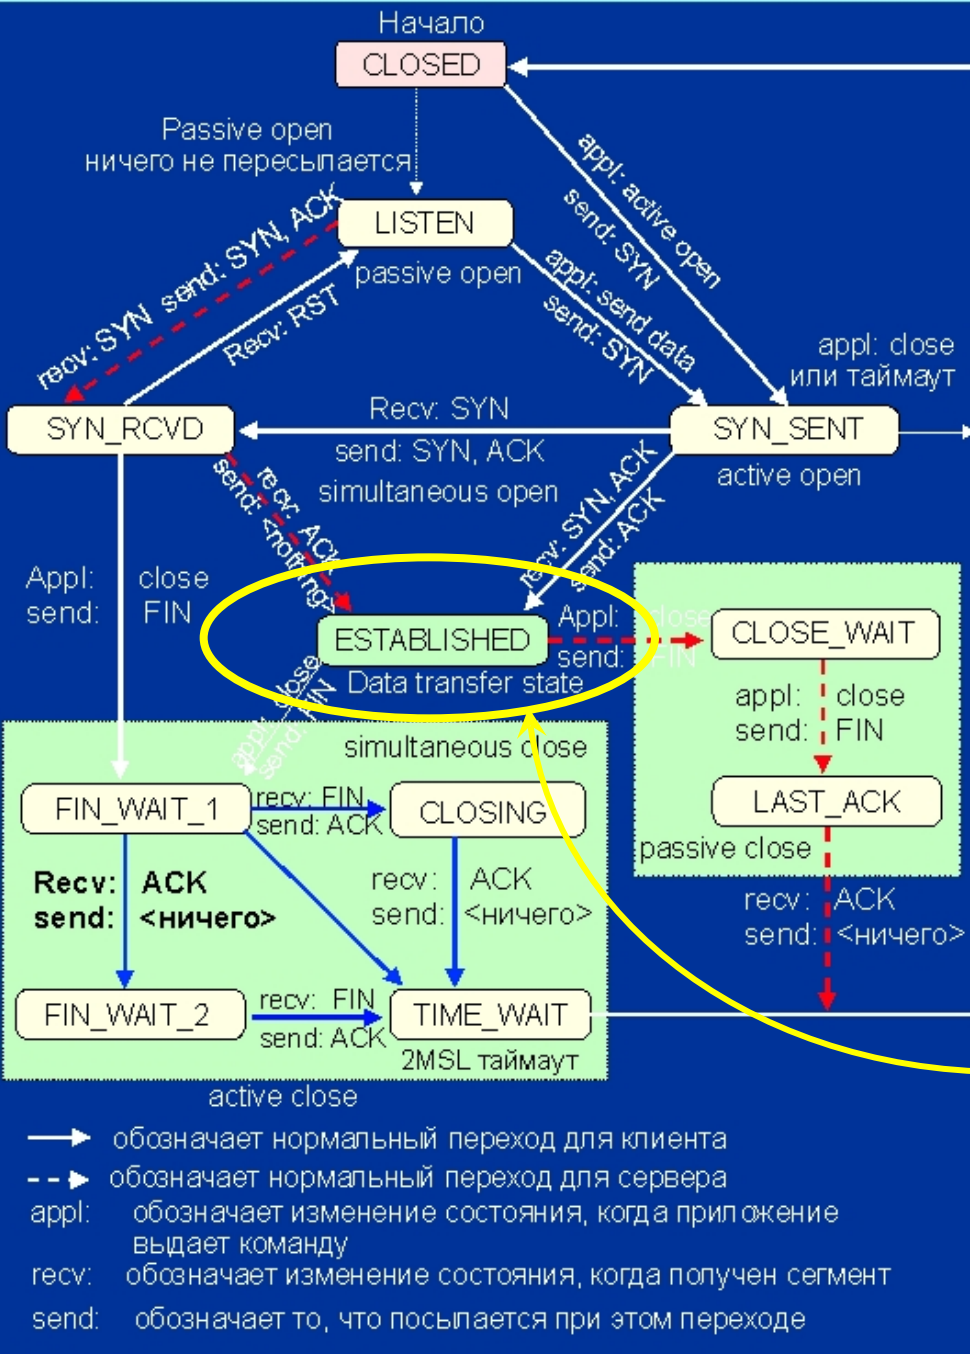 Начало
CLOSED
Passive open
ничего не пересылается
appl: active open
send: SYN
LISTEN
passive open
recv: SYN send: SYN, ACK
Recv: RST
appl: send data
send: SYN
appl: close
или таймаут
SYN_RCVD
Recv: SYN
send: SYN, ACK
simultaneous open
SYN_SENT
active open
recv: ACK
send: <nothing>
recv: SYN, ACK
send: ACK
Appl: close
send: FIN
ESTABLISHED
Data transfer state
Appl: close
send: FIN
CLOSE_WAIT
appl: close
send: FIN
appl: close
send: FIN
LAST_ACK
passive close
recv: ACK
send: <ничего>
simultaneous close
FIN_WAIT_1
recv: FIN
send: ACK
CLOSING
Recv: ACK
send: <ничего>
recv: ACK
send: <ничего>
FIN_WAIT_2
recv: FIN
send: ACK
TIME_WAIT
2MSL таймаут
active close
обозначает нормальный переход для клиента
обозначает нормальный переход для сервера
appl: обозначает изменение состояния, когда приложение
выдает команду
recv: обозначает изменение состояния, когда получен сегмент
send: обозначает то, что посылается при этом переходе